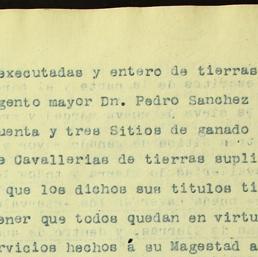 executadas y entero de tierras
gento mayor Dn. Pedro Sanchez
uenta y tres Sitios de ganado
e Cavallerias de tierras supli
que los dichos sus titulos ti
ener que todos quedan en virtu
rvicios hechos a su Magestad a